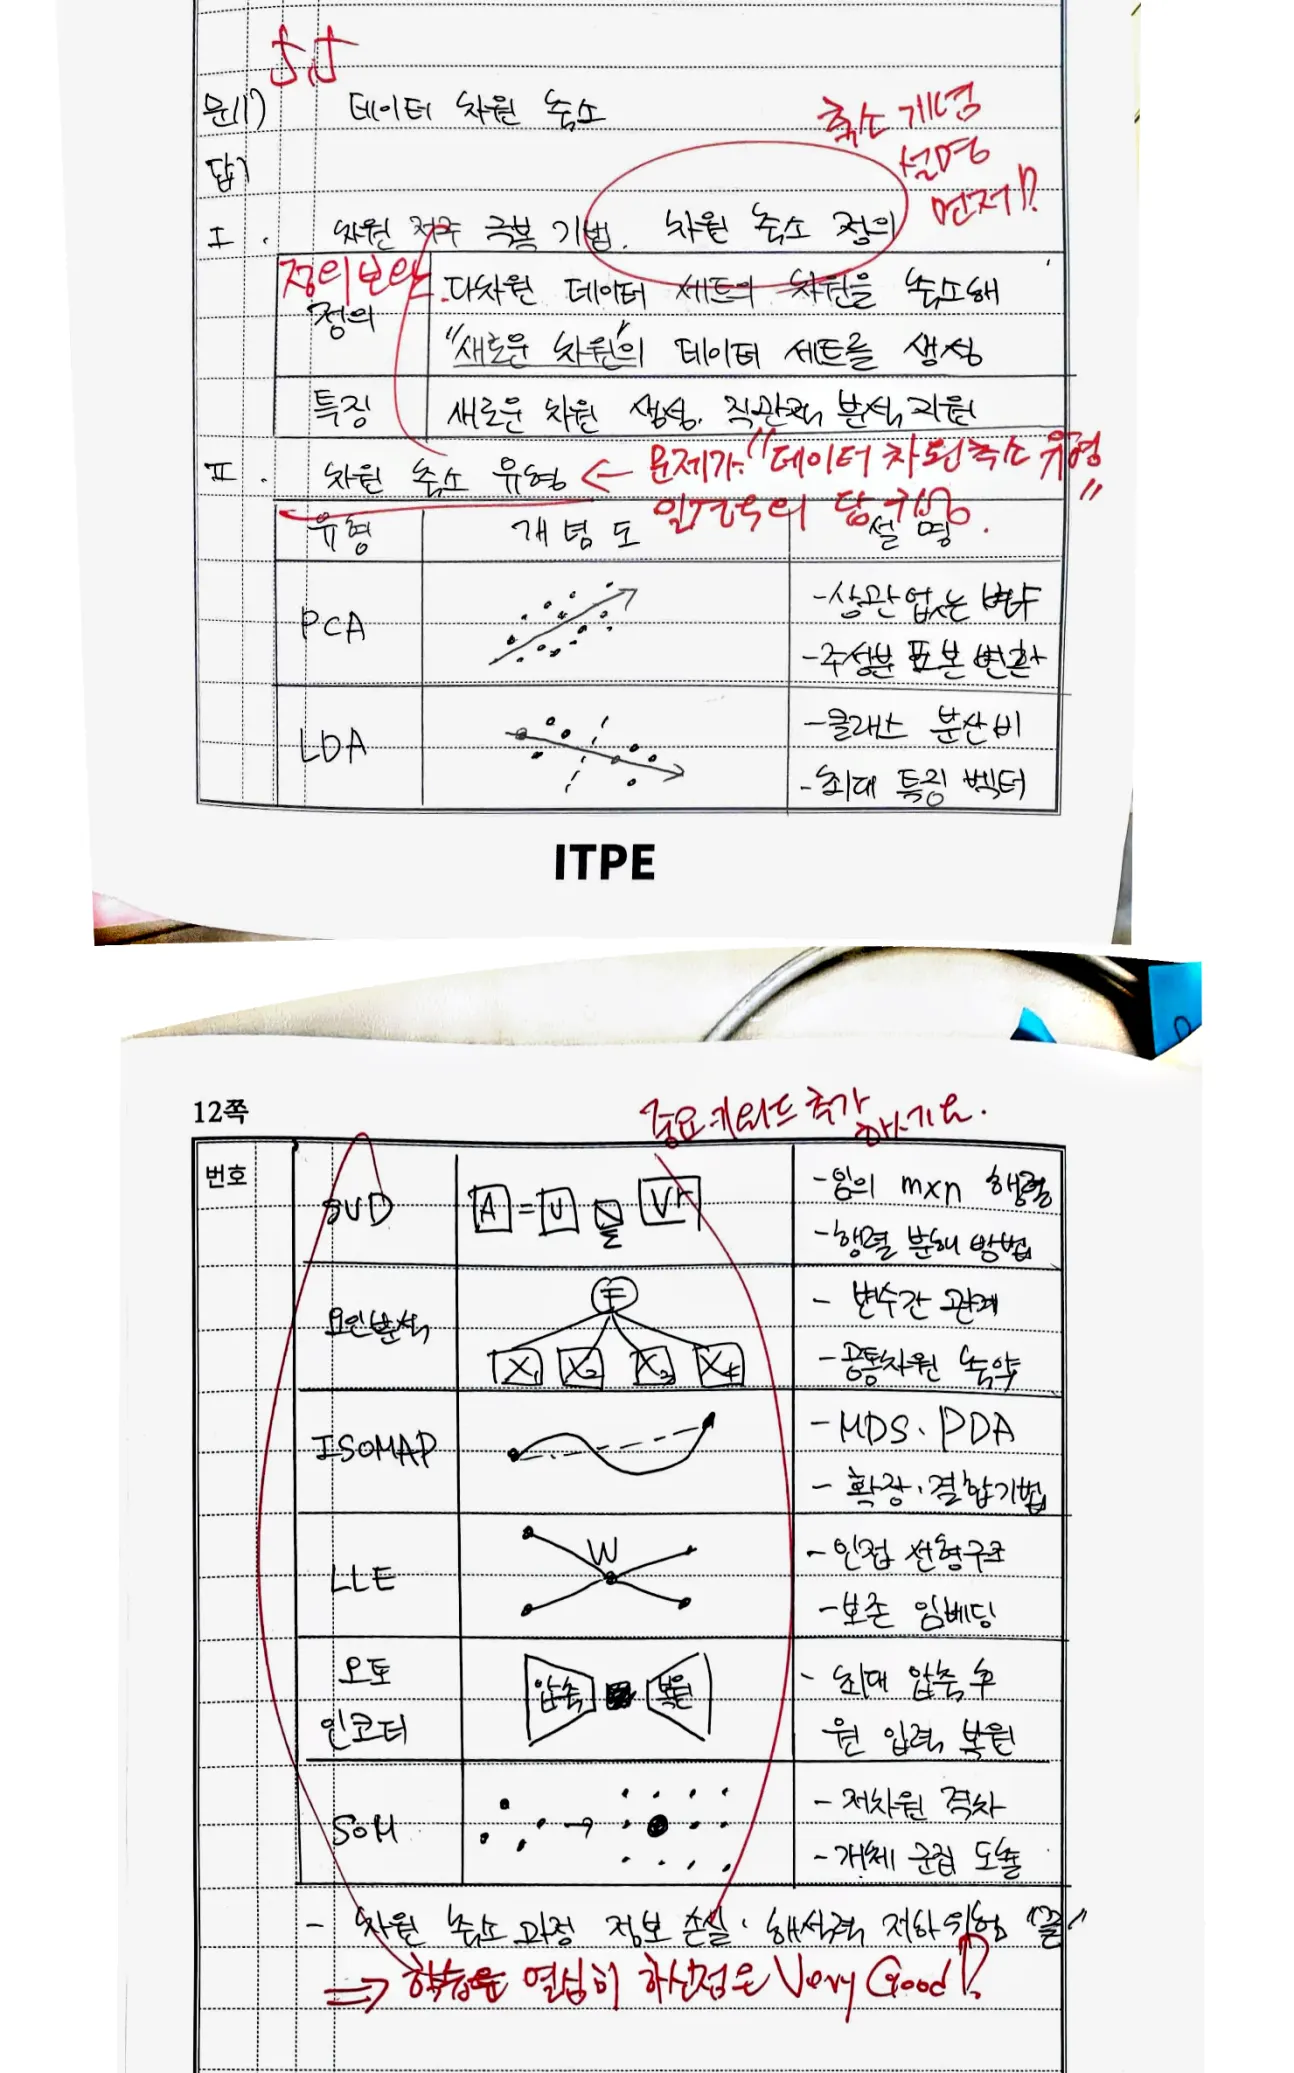 5.5
문11) 데이터 차원 축소
축소 개념
설명
먼저!?
답)
I. 차원 저주 극복 기법. 차원 축소 정의
정의보완.
정의 다차원 데이터 세트의 차원을 축소해
"새로운 차원"의 데이터 세트를 생성
특징 새로운 차원 생성. 직관적 분석 지원
II. 차원 축소 유형 ← 문제가 "데이터 차원축소 유형"
일 경우의 답 구성.
유형 개념도 설명
PCA -상관없는 변수
-주성분 표본 변환
LDA -클래스 분산비
-최대 특징 벡터
ITPE
12쪽
중요 키워드 추가
하시기요.
번호
SVD A = U Σ Vᵀ -임의 mxn 행렬
-행렬 분해 방법
요인분석 F - 변수간 관계
X₁ X₂ X₃ X₄ -공통차원 축약
ISOMAP -MDS. PDA
- 확장·결합기법
LLE W -인접 선형구조
-보존 임베딩
오토 압축 복원 - 최대 압축 후
인코더 원 입력 복원
SOM -저차원 격자
-개체 군집 도출
- 차원 축소 과정 정보 손실· 해석력 저하 위험 "끝"
⇒ 학습을 열심히 하신점은 Very Good!?